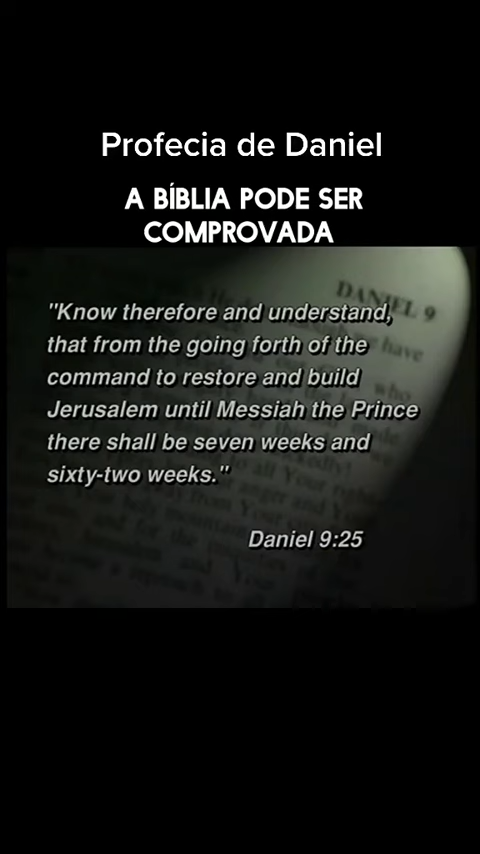 Profecia de Daniel
A BÍBLIA PODE SER
COMPROVADA
DANIEL 9
"Know therefore and understand,
that from the going forth of the
command to restore and build
Jerusalem until Messiah the Prince
there shall be seven weeks and
sixty-two weeks."
Daniel 9:25